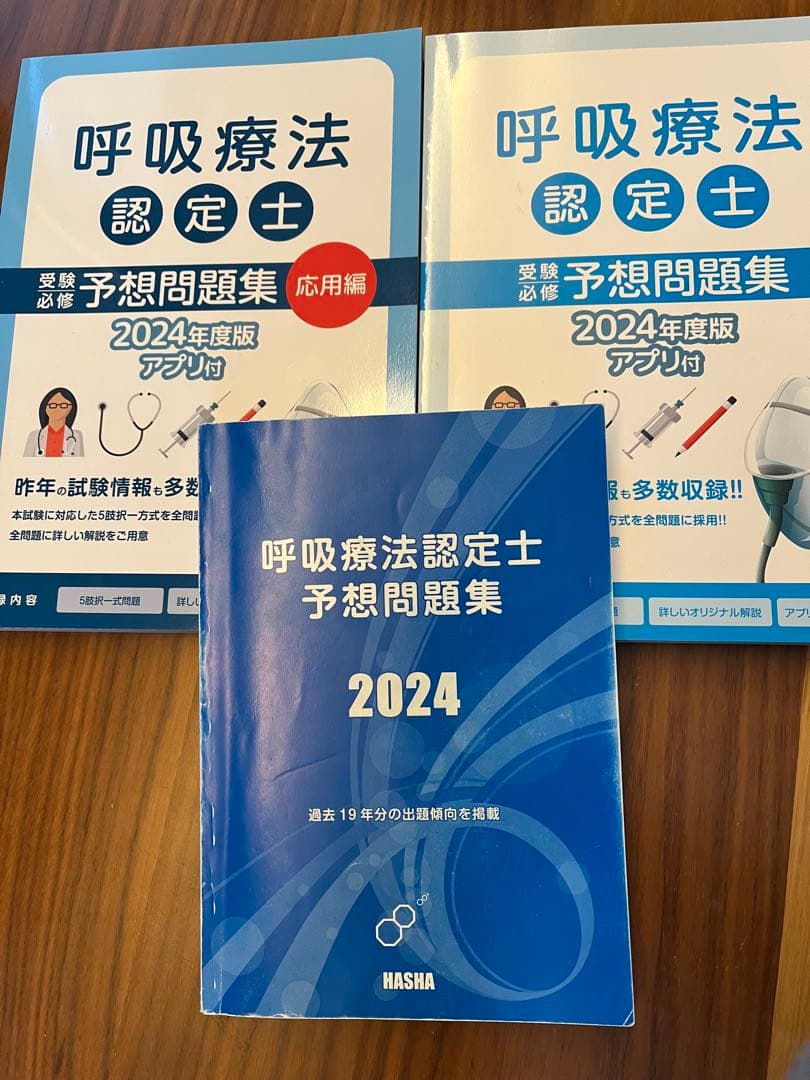 呼吸療法
認定士
受験
必修
予想問題集
応用編
2024年度版
アプリ付
昨年の試験情報も多数
本試験に対応した5肢択一方式を全問題
全問題に詳しい解説をご用意
内容
5肢択一式問題
詳し
呼吸療法
認定士
受験
必修
予想問題集
2024年度版
アプリ付
報も多数収録!!
方式を全問題に採用!!
意
題
詳しいオリジナル解説
アプ
呼吸療法認定士
予想問題集
2024
過去19年分の出題傾向を掲載
HASHA